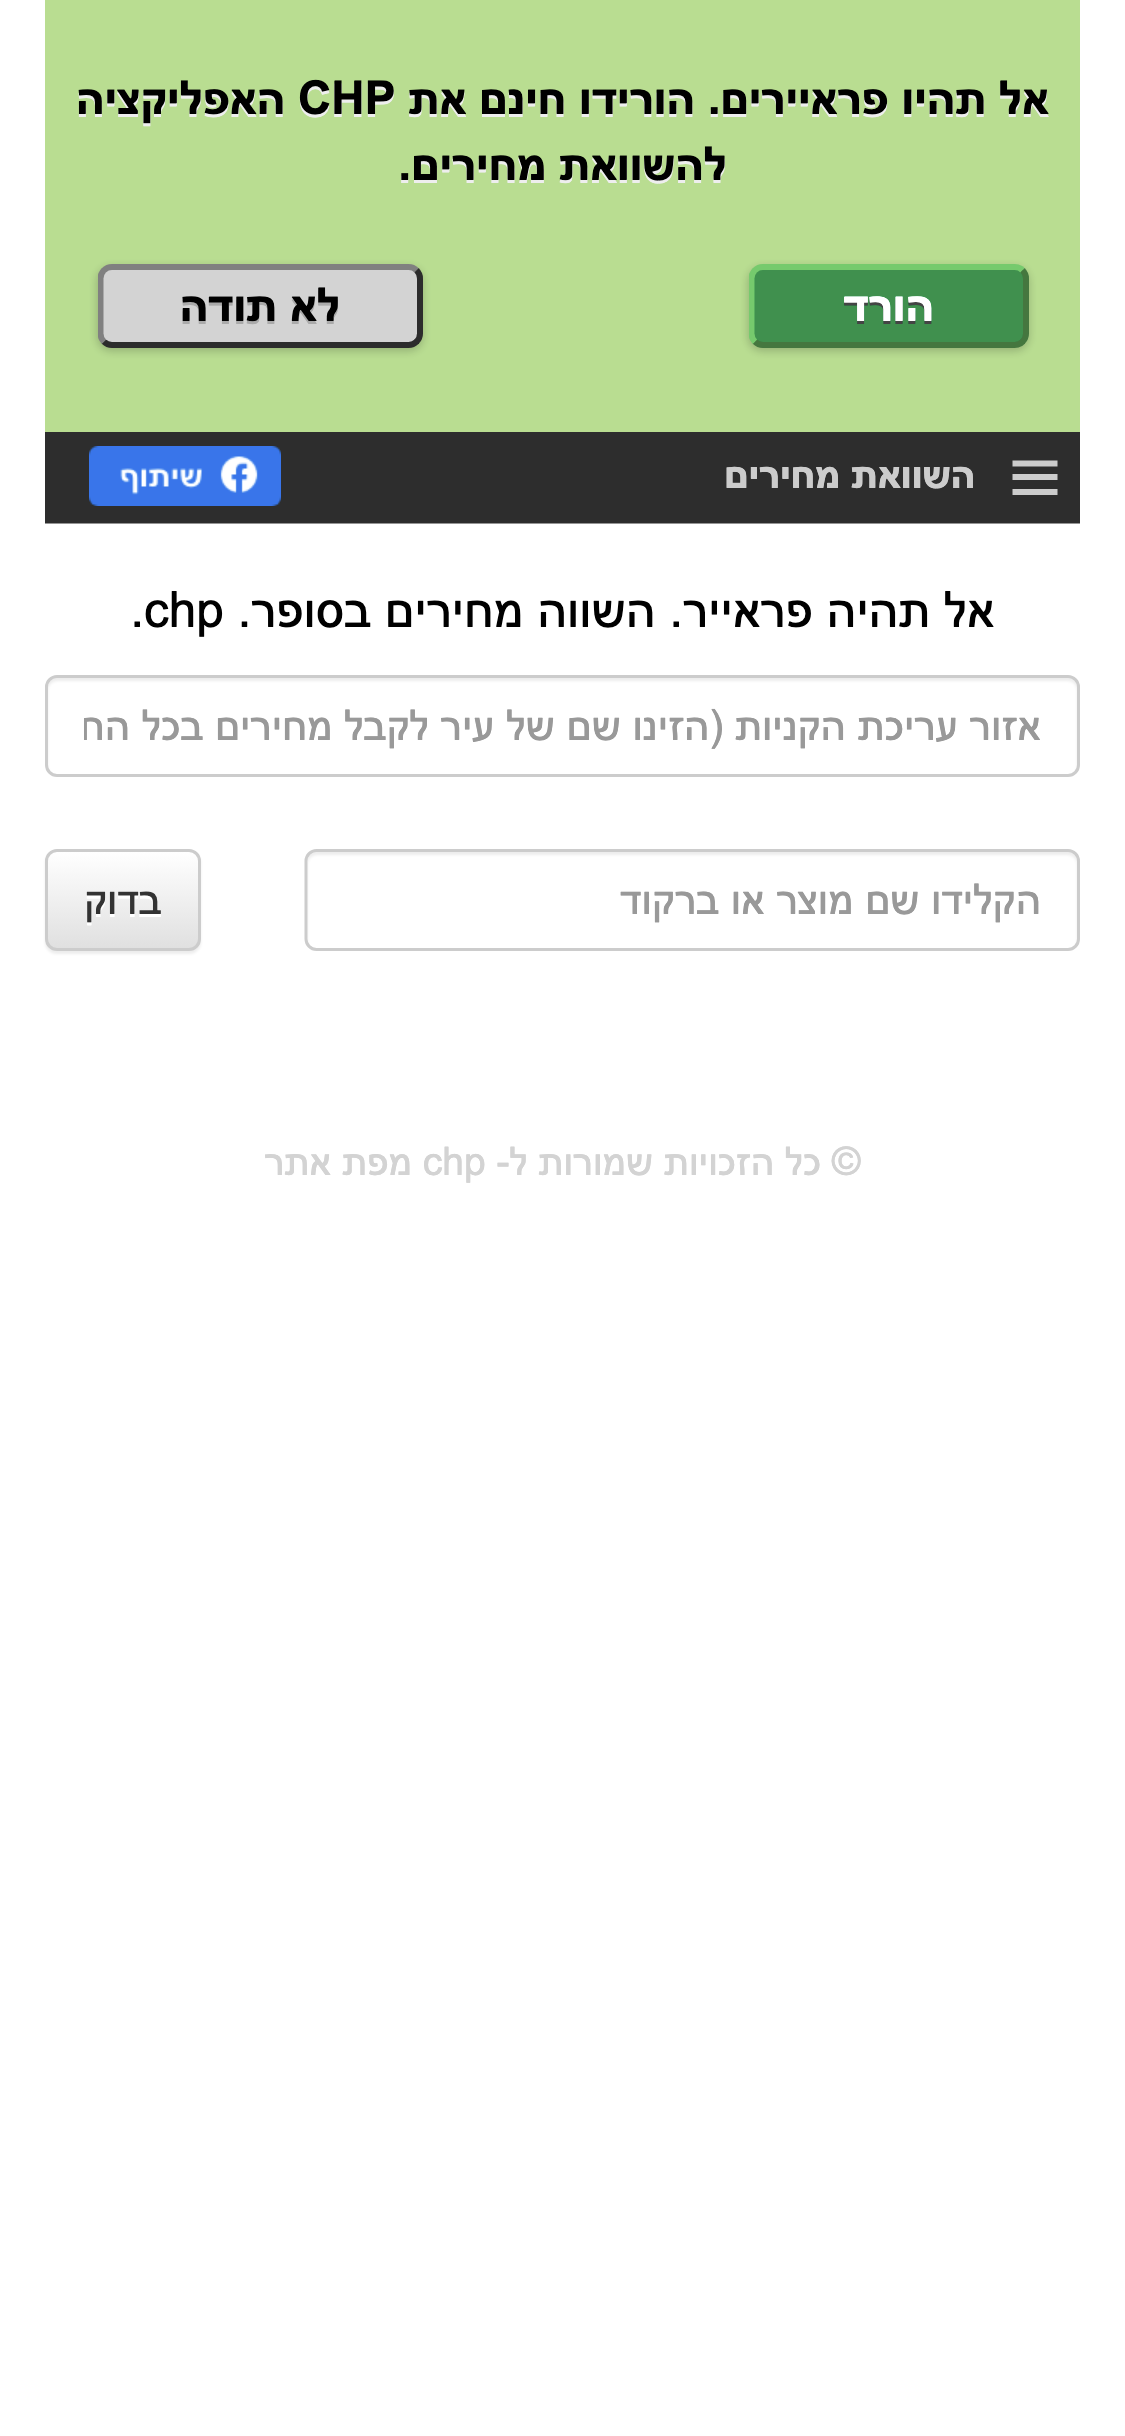 אל תהיו פראיירים. הורידו חינם את CHP האפליקציה
להשוואת מחירים.
הורד
לא תודה
השוואת מחירים
שיתוף
אל תהיה פראייר. השווה מחירים בסופר. chp.
אזור עריכת הקניות (הזינו שם של עיר לקבל מחירים בכל הח
הקלידו שם מוצר או ברקוד
בדוק
© כל הזכויות שמורות ל- chp מפת אתר